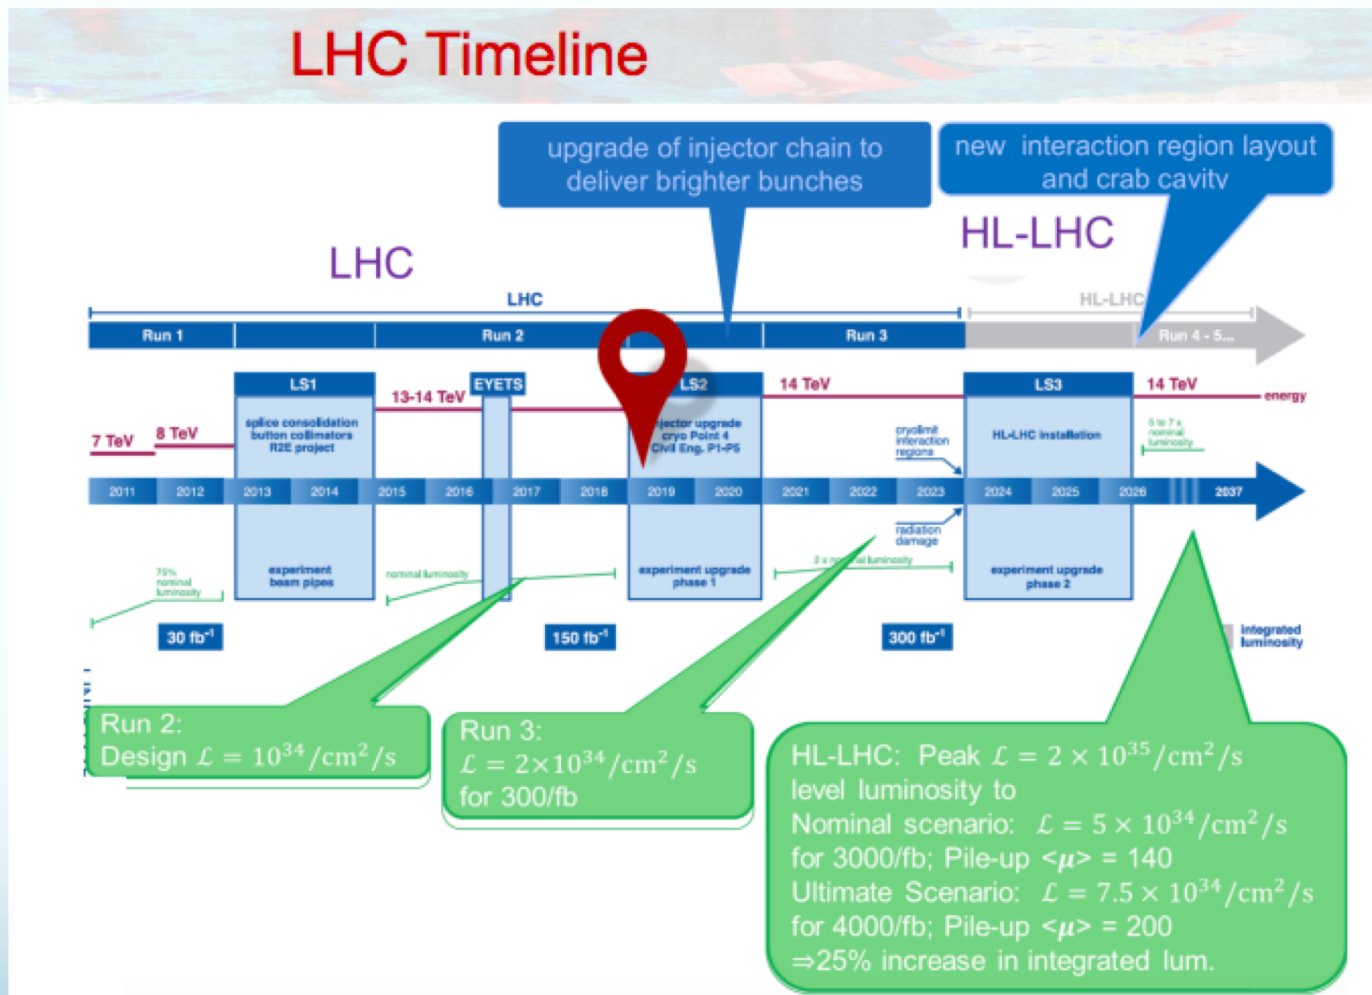 LHC Timeline
upgrade of injector chain to
deliver brighter bunches
new interaction region layout
and crab cavity
LHC
HL-LHC
LHC
HL-LHC
Run 1
Run 2
Run 3
Run 4 - 5...
LS1
EYETS
LS2
14 TeV
LS3
14 TeV
energy
13-14 TeV
7 TeV
8 TeV
splice consolidation
button collimators
R2E project
injector upgrade
cryo Point 4
Civil Eng. P1-P5
cryolimit
interaction
regions
HL-LHC installation
5 to 7 x
nominal
luminosity
2011 2012 2013 2014 2015 2016 2017 2018 2019 2020 2021 2022 2023 2024 2025 2026 2037
radiation
damage
75%
nominal
luminosity
experiment
beam pipes
nominal luminosity
experiment upgrade
phase 1
2 x nominal luminosity
experiment upgrade
phase 2
30 fb⁻¹
150 fb⁻¹
300 fb⁻¹
integrated
luminosity
Run 2:
Design ℒ = 10³⁴/cm²/s
Run 3:
ℒ = 2×10³⁴/cm²/s
for 300/fb
HL-LHC: Peak ℒ = 2 × 10³⁵/cm²/s
level luminosity to
Nominal scenario: ℒ = 5 × 10³⁴/cm²/s
for 3000/fb; Pile-up <μ> = 140
Ultimate Scenario: ℒ = 7.5 × 10³⁴/cm²/s
for 4000/fb; Pile-up <μ> = 200
⇒25% increase in integrated lum.